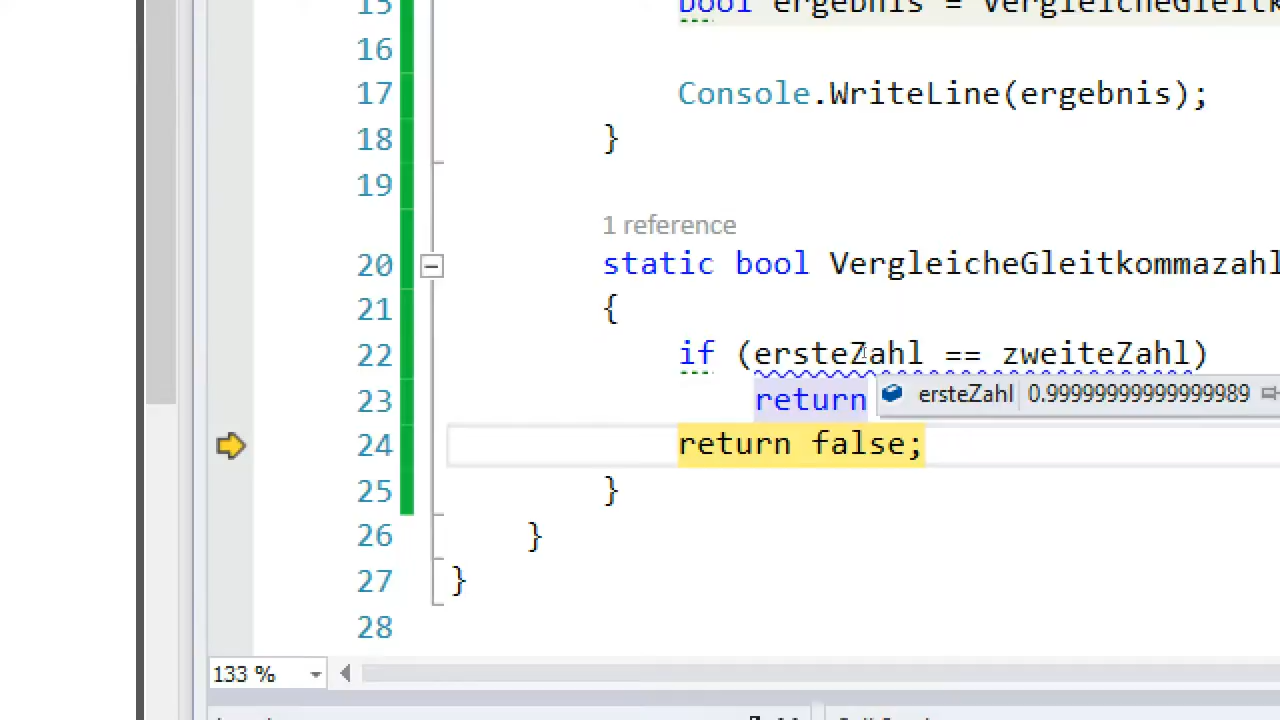 15 bool ergebnis = VergleicheGleitk
16
17 Console.WriteLine(ergebnis);
18 }
19
1 reference
20 static bool VergleicheGleitkommazahl
21 {
22 if (ersteZahl == zweiteZahl)
23 return ersteZahl 0.99999999999999989
24 return false;
25 }
26 }
27 }
28
133 %